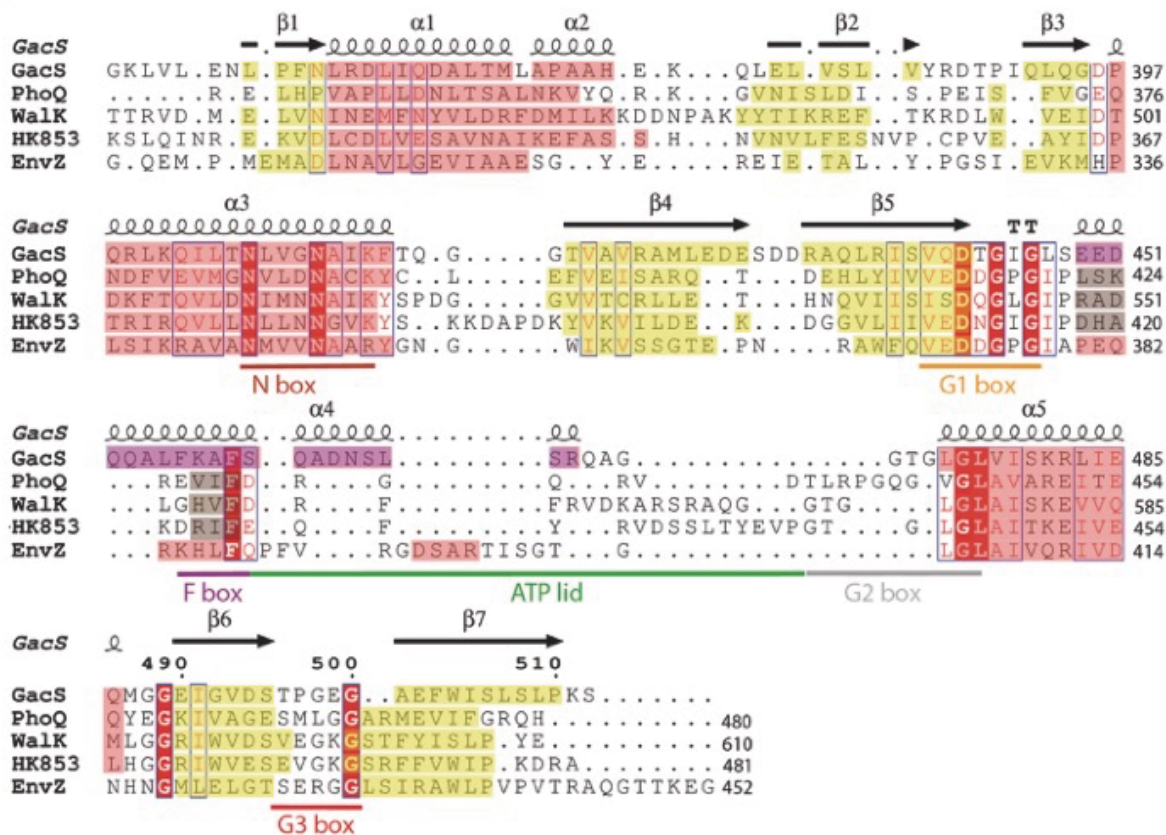 β1 α1 α2 β2 β3
GacS
GacS GKLVL.ENL.PFNLRDLIQDALTMLAPAAH.E.K...QLEL.VSL..VYRDTPIQLQGDP 397
PhoQ .......R.E.LHPVAPLLDNLTSALNKVYQ.R.K...GVNISLDI..S.PEIS..FVGEQ 376
WalK TTRVD.M.E.LVNINEMFNYVLDRFDMILKKDDNPAKYYTIKREF...TKRDLW..VEIDT 501
HK853 KSLQINR.E.KVDLCDLVESAVNAIKEFASS.H...NVNVLFESNVP.CPVE..AYIDP 367
EnvZ G.QEM.P.MEMADLNAVLGEVIAAESG.Y.E....REIE.TAL..Y.PGSI.EVKMHP 336
α3 β4 β5 TT
GacS
GacS QRLKQILTNLVGNAIKFTQ.G......GTVAVRAMLEDESDDRAQLRISVQDTGIGLSEED 451
PhoQ NDFVEVMGNVLDNACKYC..L......EFVEISARQ..T...DEHLYIVVEDDGPGIPLSK 424
WalK DKFTQVLDNIMNNAIKYSPDG......GVVTCRLLE..T...HNQVIISISDQGLGIPRAD 551
HK853 TRIRQVLLNLLNNGVKYS..KKDAPDKYVKVILDE..K...DGGVLIIVEDNGIGIPDHA 420
EnvZ LSIKRAVANMVVNAARYGN.G......WIKVSSGTE.PN....RAWFQVEDDGPGIAPEQ 382
N box G1 box
α4 α5
GacS
GacS QQALFKAFS..QADNSL.........SRQAG...............GTGLGLVISKRLIE 485
PhoQ ...REVIFD..R....G.........Q..RV.......DTLRPGQG.VGLAVAREITE 454
WalK ...LGHVFD..R....F.........FRVDKARSRAQG..GTG...LGLAISKEVVQ 585
HK853 ...KDRIFE..Q....F.........Y..RVDSSLTYEVPGT..G.LGLAITKEIVE 454
EnvZ ...RKHLFQPFV...RGDSARTISGT...G................LGLAIVQRIVD 414
F box ATP lid G2 box
β6 β7
GacS
490 500 510
GacS QMGGEIGVDSTPGEG..AEFWISLSLPKS.......
PhoQ QYEGKIVAGESMLGGARMEVIFGRQH.......... 480
WalK MLGGRIWVDSVEGKGSTFYISLP.YE.......... 610
HK853 LHGGRIWVESEVGKGSRFFVWIP.KDRA........ 481
EnvZ NHNGMLELGTSERGGLSIRAWLPVPVTRAQGTTKEG 452
G3 box